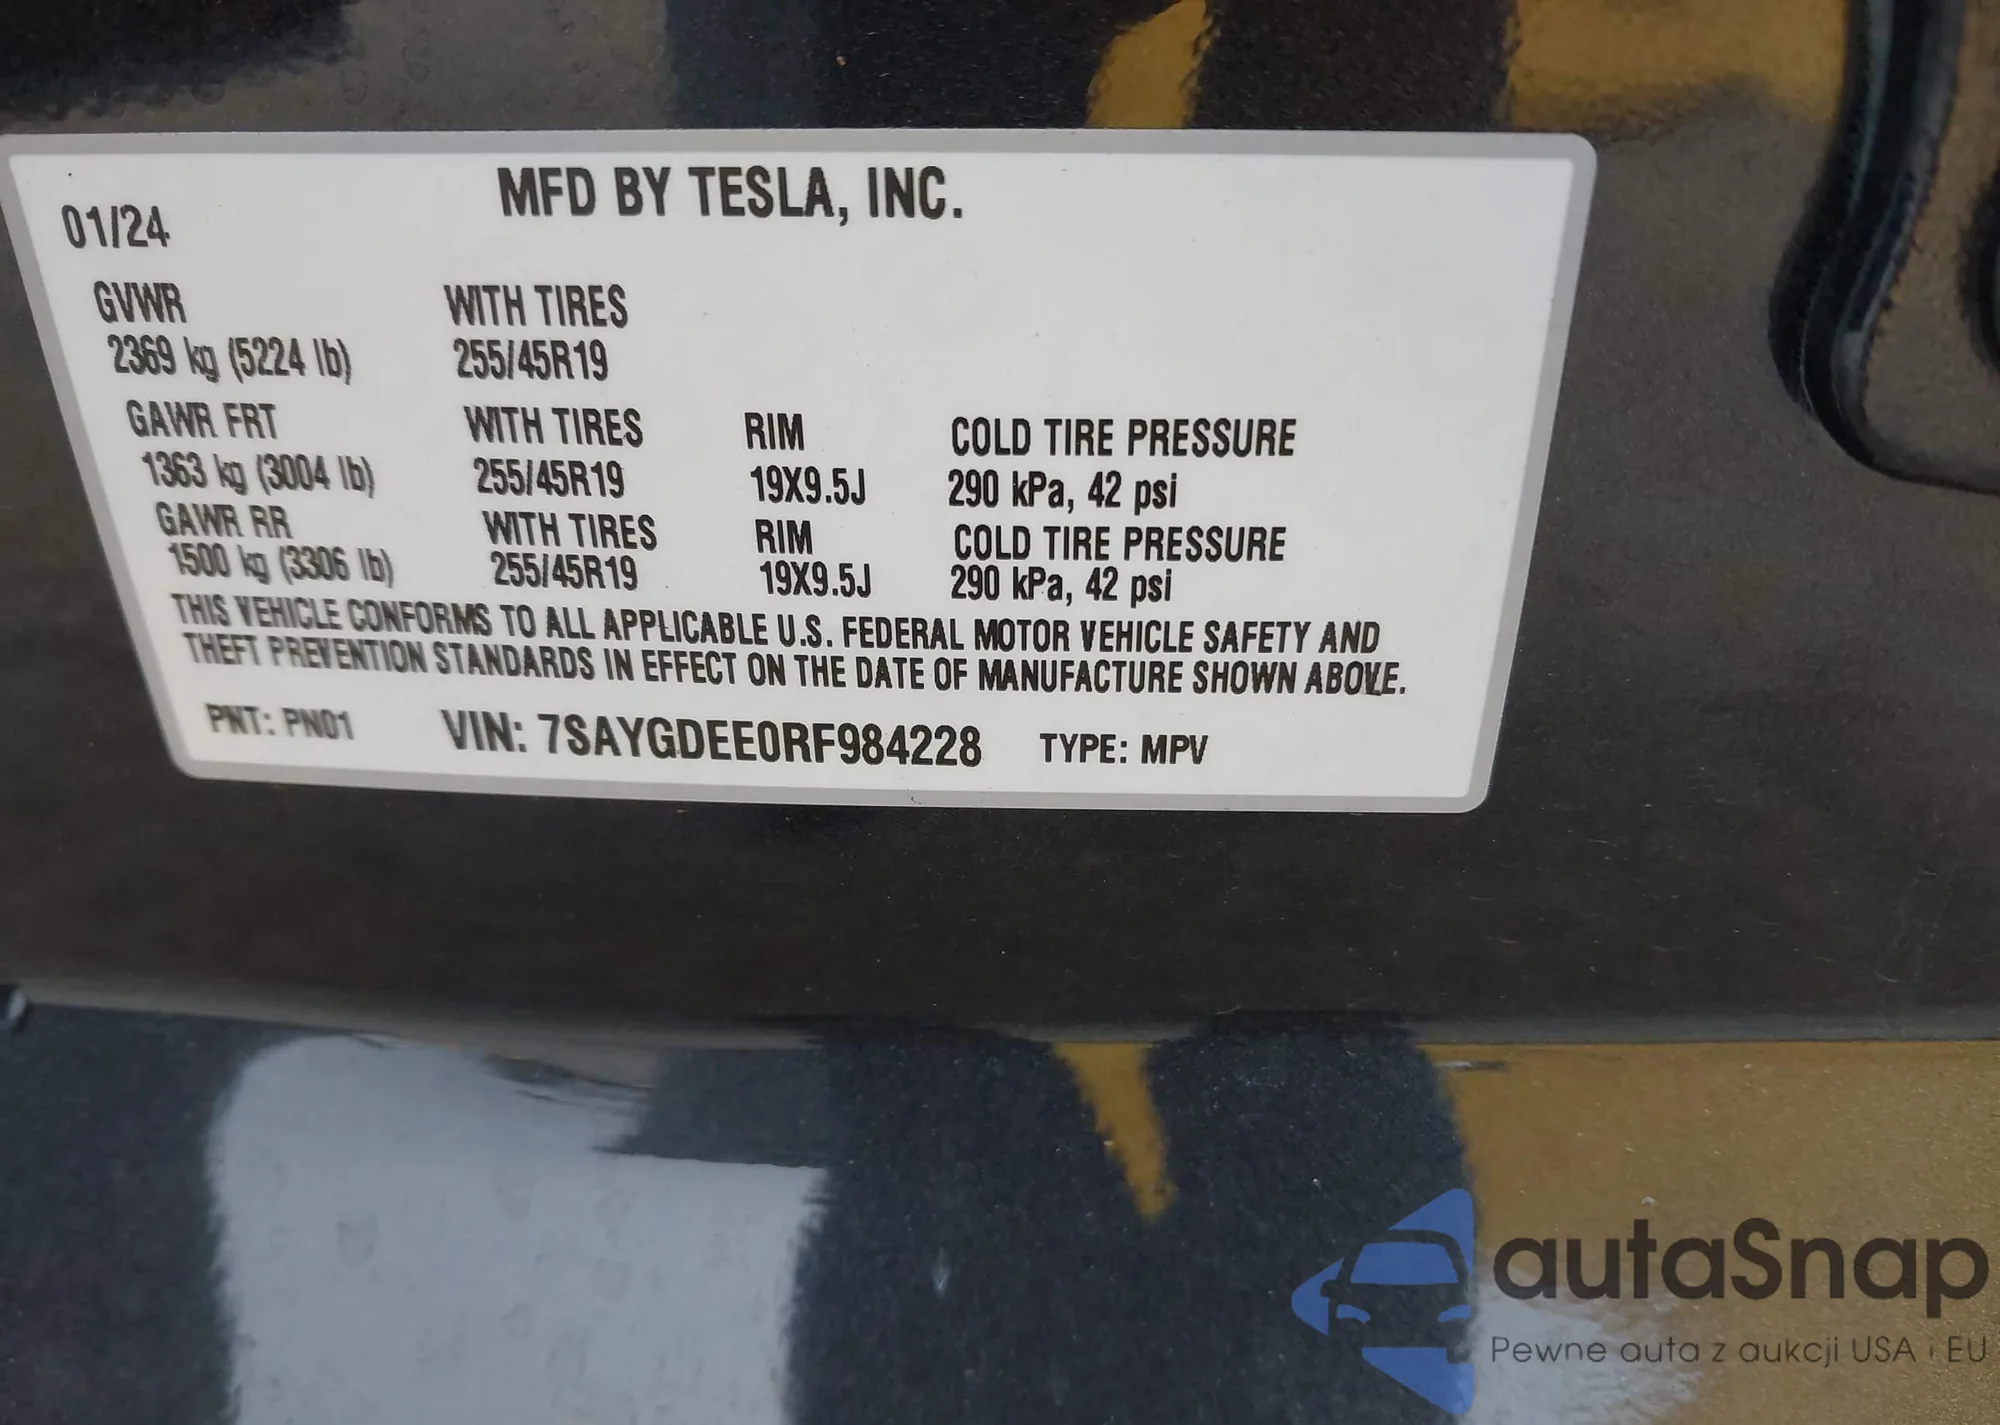 MFD BY TESLA, INC.
01/24
GVWR WITH TIRES
2369 kg (5224 lb) 255/45R19
GAWR FRT WITH TIRES RIM COLD TIRE PRESSURE
1363 kg (3004 lb) 255/45R19 19X9.5J 290 kPa, 42 psi
GAWR RR WITH TIRES RIM COLD TIRE PRESSURE
1500 kg (3306 lb) 255/45R19 19X9.5J 290 kPa, 42 psi
THIS VEHICLE CONFORMS TO ALL APPLICABLE U.S. FEDERAL MOTOR VEHICLE SAFETY AND
THEFT PREVENTION STANDARDS IN EFFECT ON THE DATE OF MANUFACTURE SHOWN ABOVE.
PNT: PN01 VIN: 7SAYGDEE0RF984228 TYPE: MPV
autaSnap
Pewne auta z aukcji USA i EU